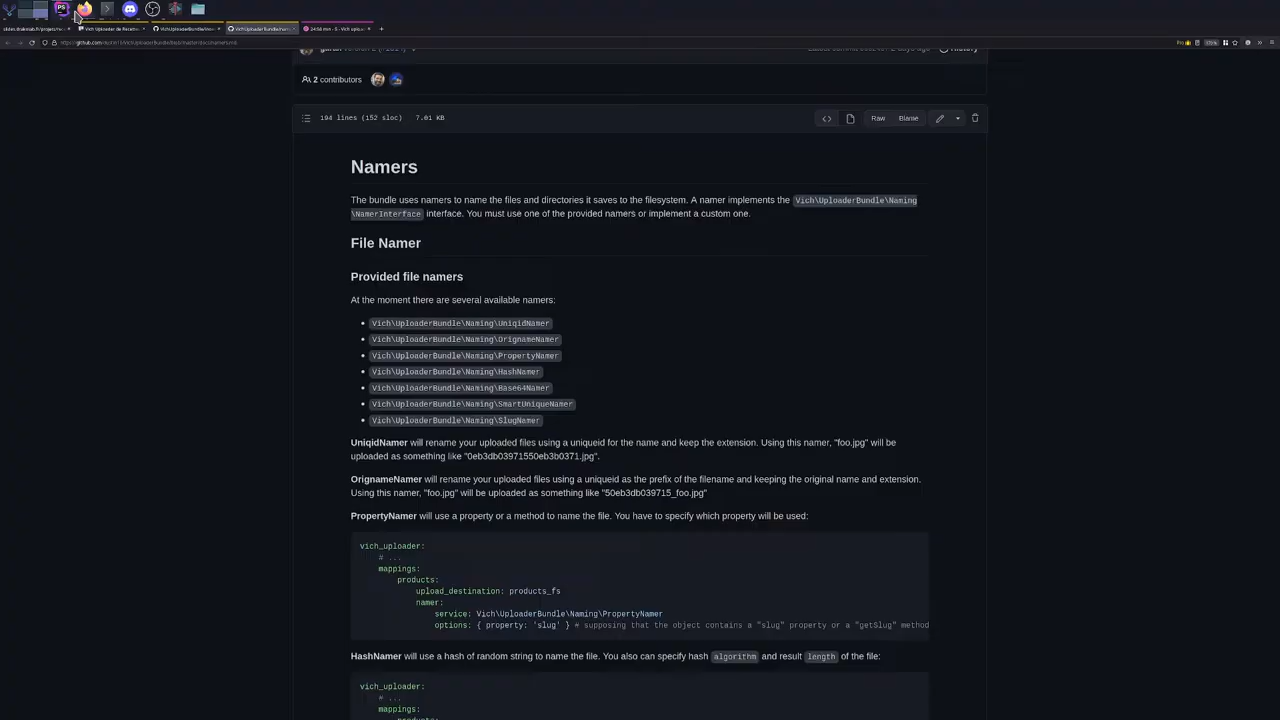 Vich Uploader de Recettes
VichUploaderBundle/nam
2 contributors
194 lines (152 sloc) 7.01 KB
Raw
Blame
Namers
The bundle uses namers to name the files and directories it saves to the filesystem. A namer implements the Vich\UploaderBundle\Naming
\NamerInterface interface. You must use one of the provided namers or implement a custom one.
File Namer
Provided file namers
At the moment there are several available namers:
Vich\UploaderBundle\Naming\UniqidNamer
Vich\UploaderBundle\Naming\OrignameNamer
Vich\UploaderBundle\Naming\PropertyNamer
Vich\UploaderBundle\Naming\HashNamer
Vich\UploaderBundle\Naming\Base64Namer
Vich\UploaderBundle\Naming\SmartUniqueNamer
Vich\UploaderBundle\Naming\SlugNamer
UniqidNamer will rename your uploaded files using a uniqueid for the name and keep the extension. Using this namer, "foo.jpg" will be
uploaded as something like "0eb3db03971550eb3b0371.jpg".
OrignameNamer will rename your uploaded files using a uniqueid as the prefix of the filename and keeping the original name and extension.
Using this namer, "foo.jpg" will be uploaded as something like "50eb3db039715_foo.jpg"
PropertyNamer will use a property or a method to name the file. You have to specify which property will be used:
vich_uploader:
# ...
mappings:
products:
upload_destination: products_fs
namer:
service: Vich\UploaderBundle\Naming\PropertyNamer
options: { property: 'slug' } # supposing that the object contains a "slug" property or a "getSlug" method
HashNamer will use a hash of random string to name the file. You also can specify hash algorithm and result length of the file:
vich_uploader:
# ...
mappings: